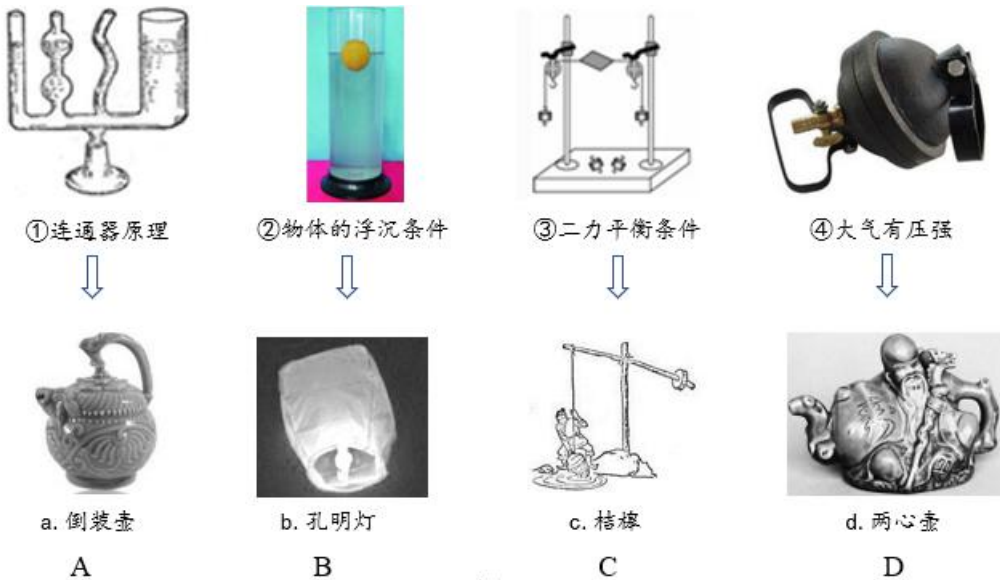 ①连通器原理
②物体的浮沉条件
③二力平衡条件
④大气有压强
a. 倒装壶
b. 孔明灯
c. 桔槔
d. 两心壶
A
B
C
D